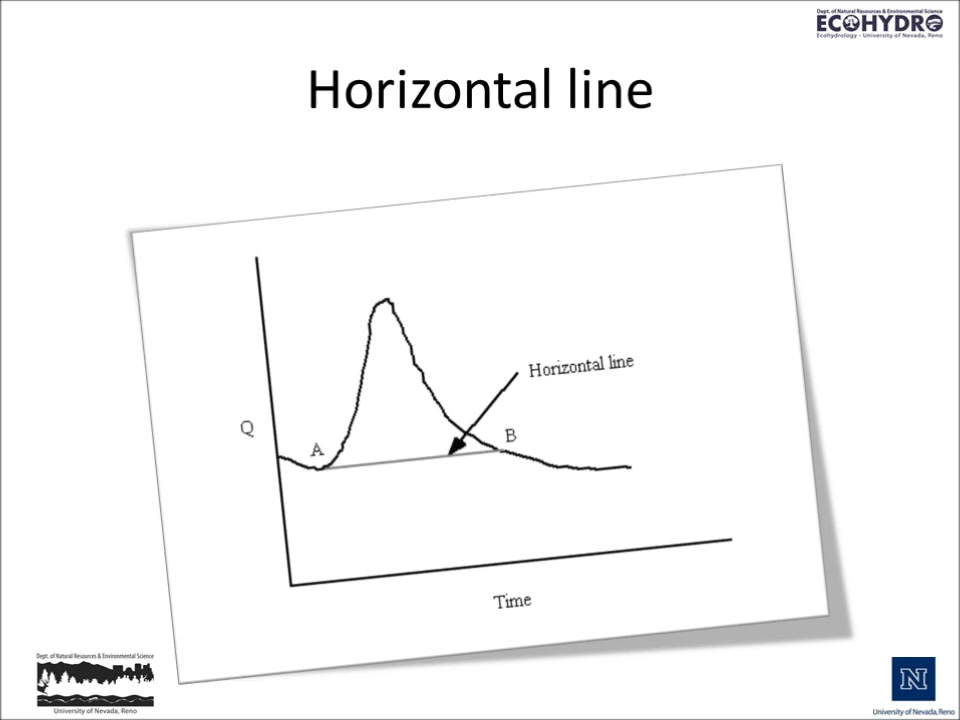 Dept. of Natural Resources & Environmental Science
ECOHYDRO
Ecohydrology - University of Nevada, Reno
Horizontal line
Horizontal line
Q
A
B
Time
Dept. of Natural Resources & Environmental Science
University of Nevada, Reno
N
University of Nevada, Reno